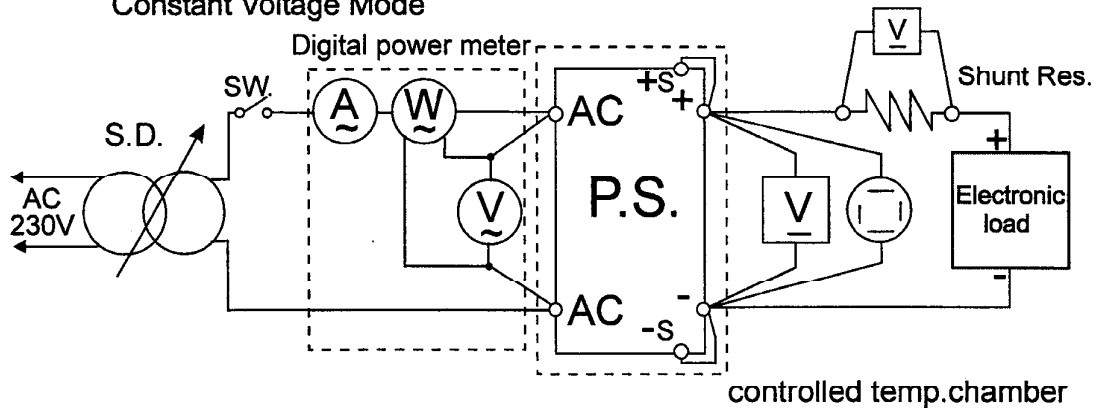 Constant Voltage Mode
Digital power meter
SW.
S.D.
AC
230V
A
~
W
~
V
~
AC
AC
P.S.
+S
+
-
-S
V
V
Shunt Res.
+
Electronic
load
-
controlled temp.chamber